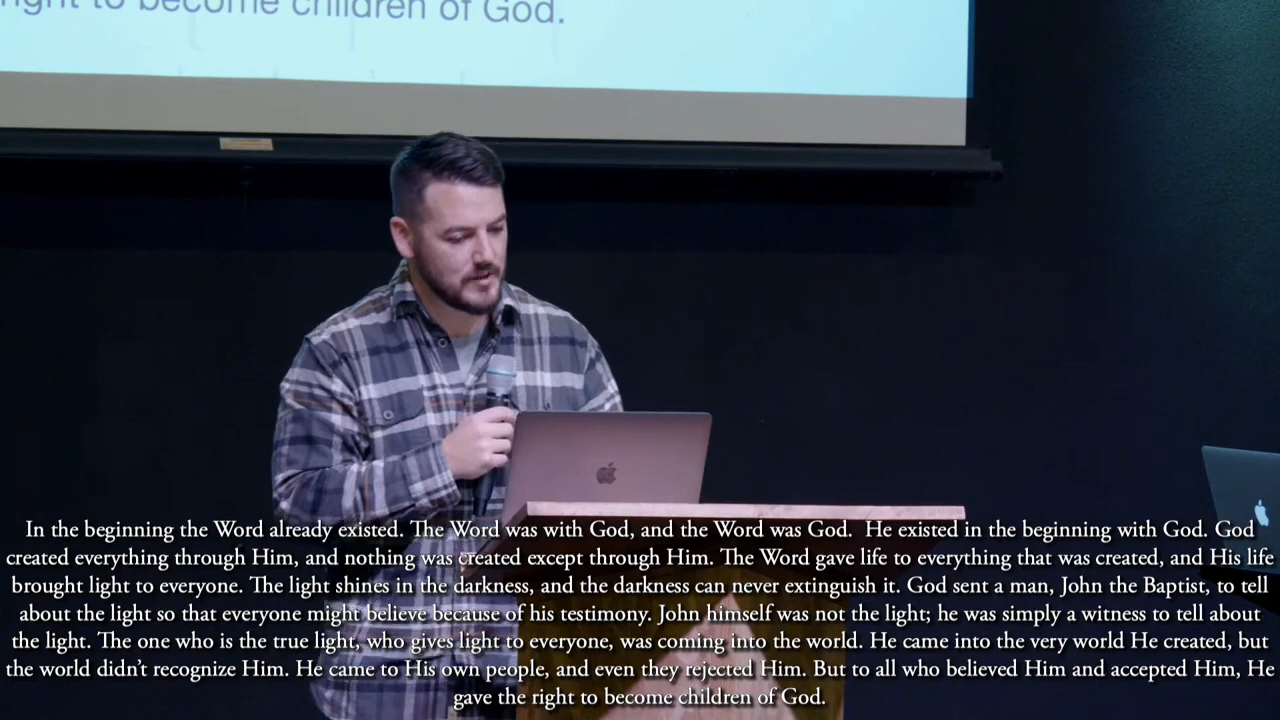 right to become children of God.
In the beginning the Word already existed. The Word was with God, and the Word was God.  He existed in the beginning with God. God
created everything through Him, and nothing was created except through Him. The Word gave life to everything that was created, and His life
brought light to everyone. The light shines in the darkness, and the darkness can never extinguish it. God sent a man, John the Baptist, to tell
about the light so that everyone might believe because of his testimony. John himself was not the light; he was simply a witness to tell about
the light. The one who is the true light, who gives light to everyone, was coming into the world. He came into the very world He created, but
the world didn't recognize Him. He came to His own people, and even they rejected Him. But to all who believed Him and accepted Him, He
gave the right to become children of God.